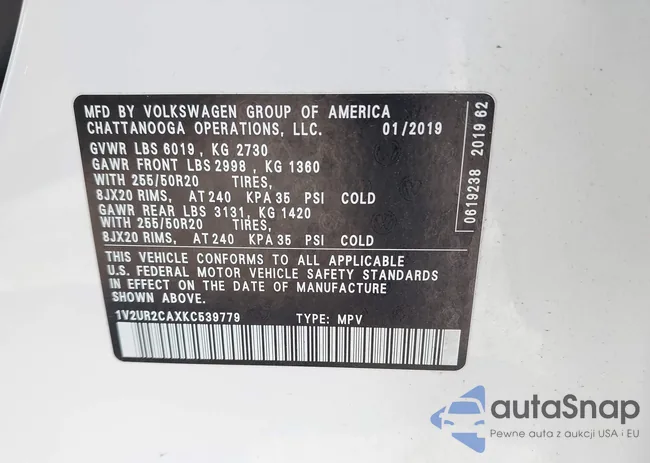 MFD BY VOLKSWAGEN GROUP OF AMERICA
CHATTANOOGA OPERATIONS, LLC. 01/2019
GVWR LBS 6019, KG 2730
GAWR FRONT LBS 2998, KG 1360
WITH 255/50R20 TIRES,
8JX20 RIMS, AT 240 KPA 35 PSI COLD
GAWR REAR LBS 3131, KG 1420
WITH 255/50R20 TIRES,
8JX20 RIMS, AT 240 KPA 35 PSI COLD
THIS VEHICLE CONFORMS TO ALL APPLICABLE
U.S. FEDERAL MOTOR VEHICLE SAFETY STANDARDS
IN EFFECT ON THE DATE OF MANUFACTURE
SHOWN ABOVE.
1V2UR2CAXKC539779 TYPE: MPV
0619238 2019 62
autaSnap
Pewne auta z aukcji USA i EU